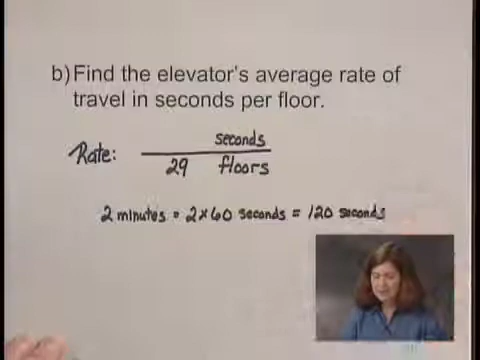 b) Find the elevator's average rate of
travel in seconds per floor.
seconds
Rate:
29 floors
2 minutes = 2 x 60 seconds = 120 seconds